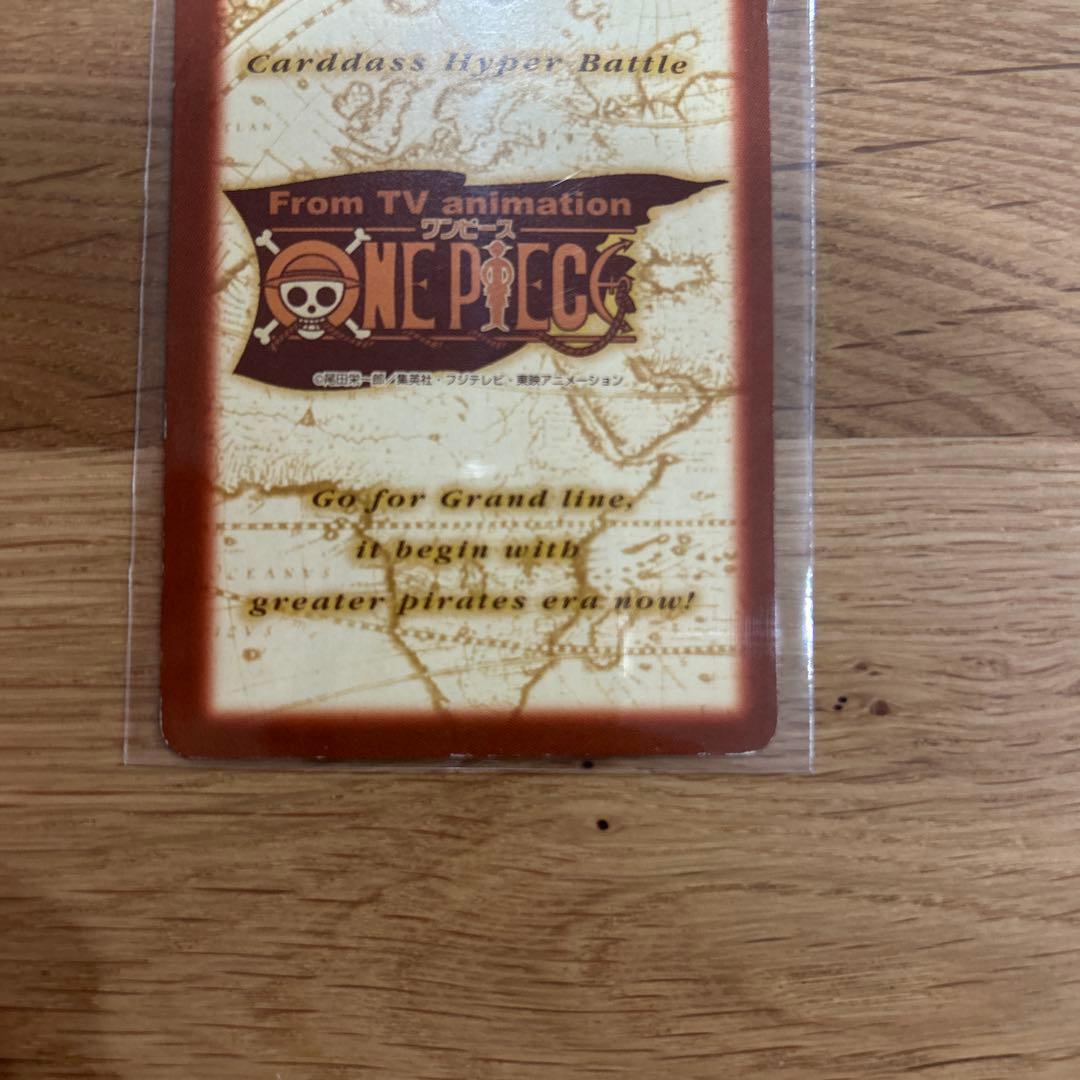 Carddass Hyper Battle
From TV animation
ワンピース
ONE PIECE
©尾田栄一郎／集英社・フジテレビ・東映アニメーション
Go for Grand line,
it begin with
greater pirates era now!